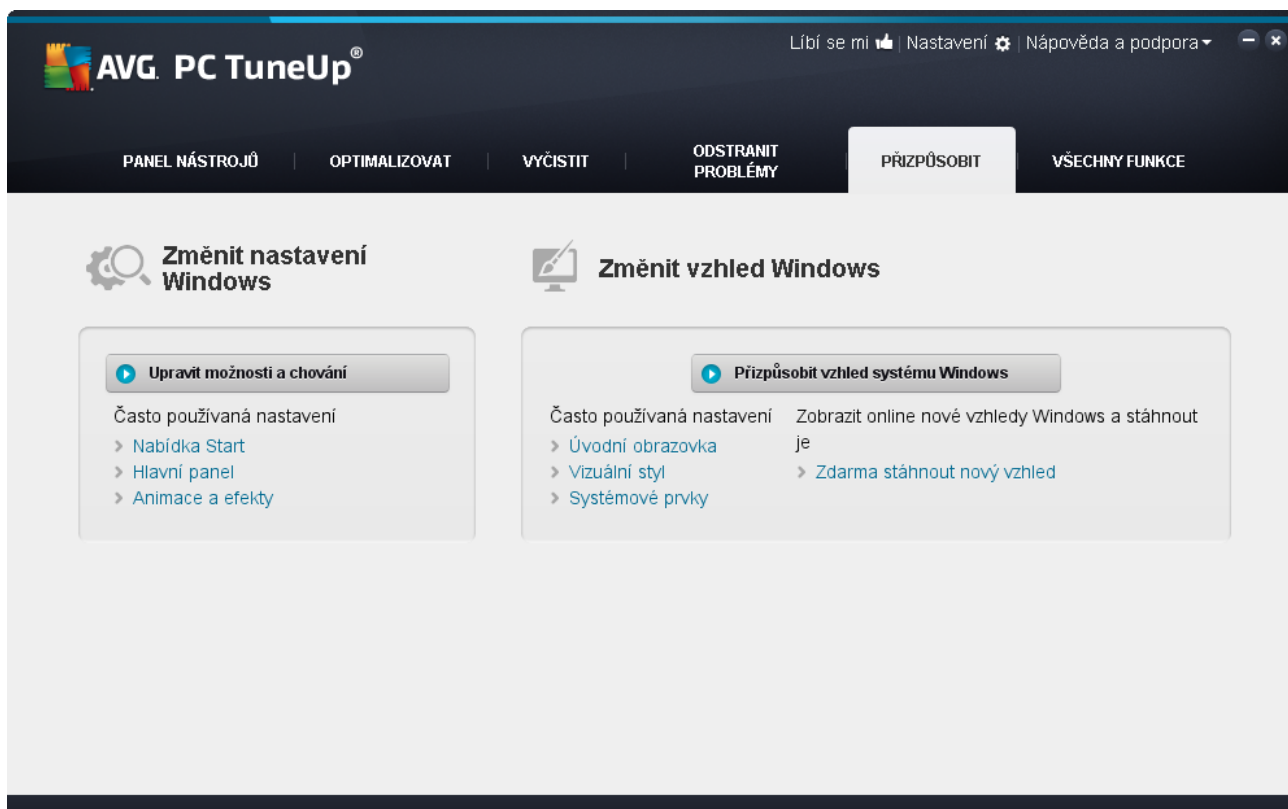 AVG. PC TuneUp®
Líbí se mi | Nastavení | Nápověda a podpora
PANEL NÁSTROJŮ
OPTIMALIZOVAT
VYČISTIT
ODSTRANIT
PROBLÉMY
PŘIZPŮSOBIT
VŠECHNY FUNKCE
Změnit nastavení
Windows
Upravit možnosti a chování
Často používaná nastavení
Nabídka Start
Hlavní panel
Animace a efekty
Změnit vzhled Windows
Přizpůsobit vzhled systému Windows
Často používaná nastavení
Úvodní obrazovka
Vizuální styl
Systémové prvky
Zobrazit online nové vzhledy Windows a stáhnout
je
Zdarma stáhnout nový vzhled